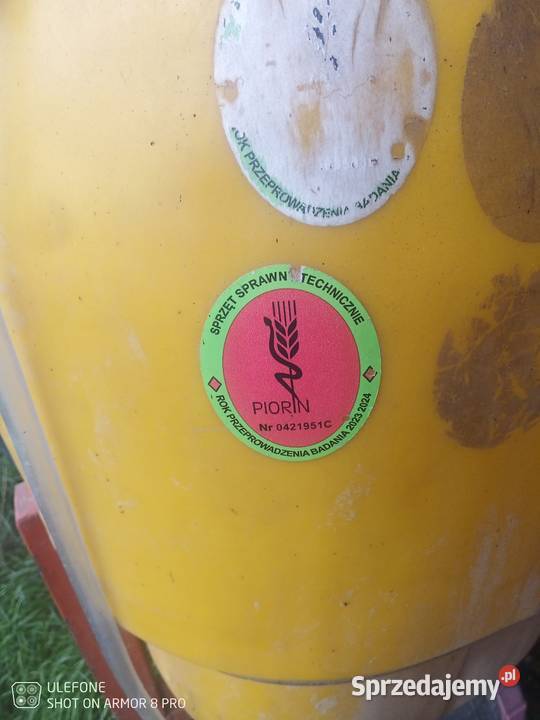 ROK PRZEPROWADZENIA BADANIA
SPRZĘT SPRAWN TECHNICZNIE
PIORiN
Nr 0421951C
ROK PRZEPROWADZENIA BADANIA 2023 2024
ULEFONE
SHOT ON ARMOR 8 PRO
Sprzedajemy.pl